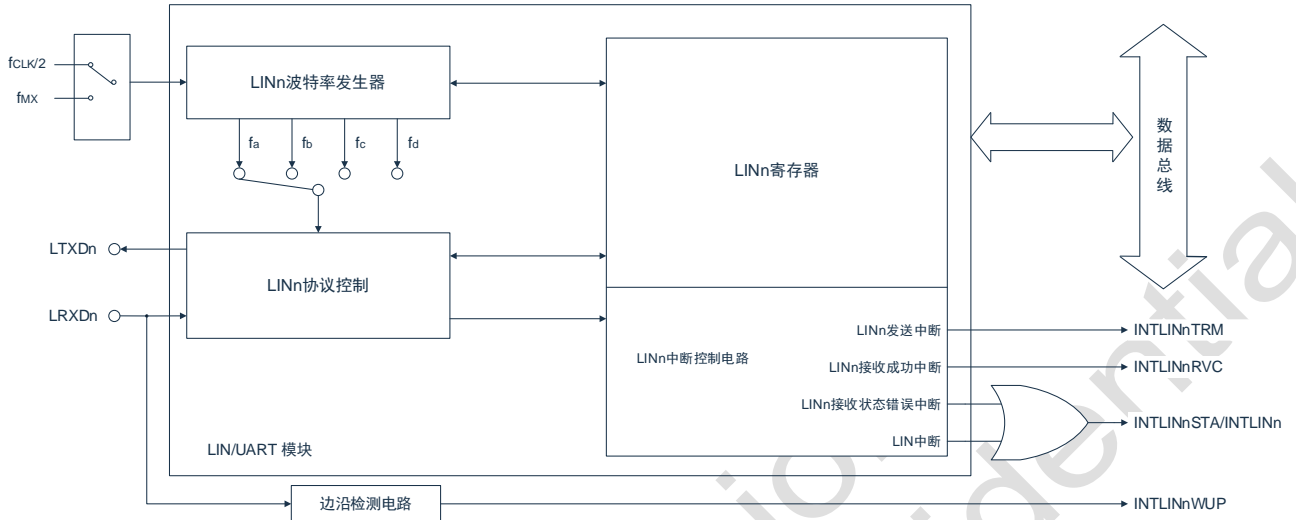 fCLK/2
fMX
LINn波特率发生器
fa
fb
fc
fd
LINn寄存器
数据总线
LTXDn
LINn协议控制
LRXDn
LINn中断控制电路
LINn发送中断
INTLINnTRM
LINn接收成功中断
INTLINnRVC
LINn接收状态错误中断
INTLINnSTA/INTLINn
LIN中断
LIN/UART 模块
边沿检测电路
INTLINnWUP